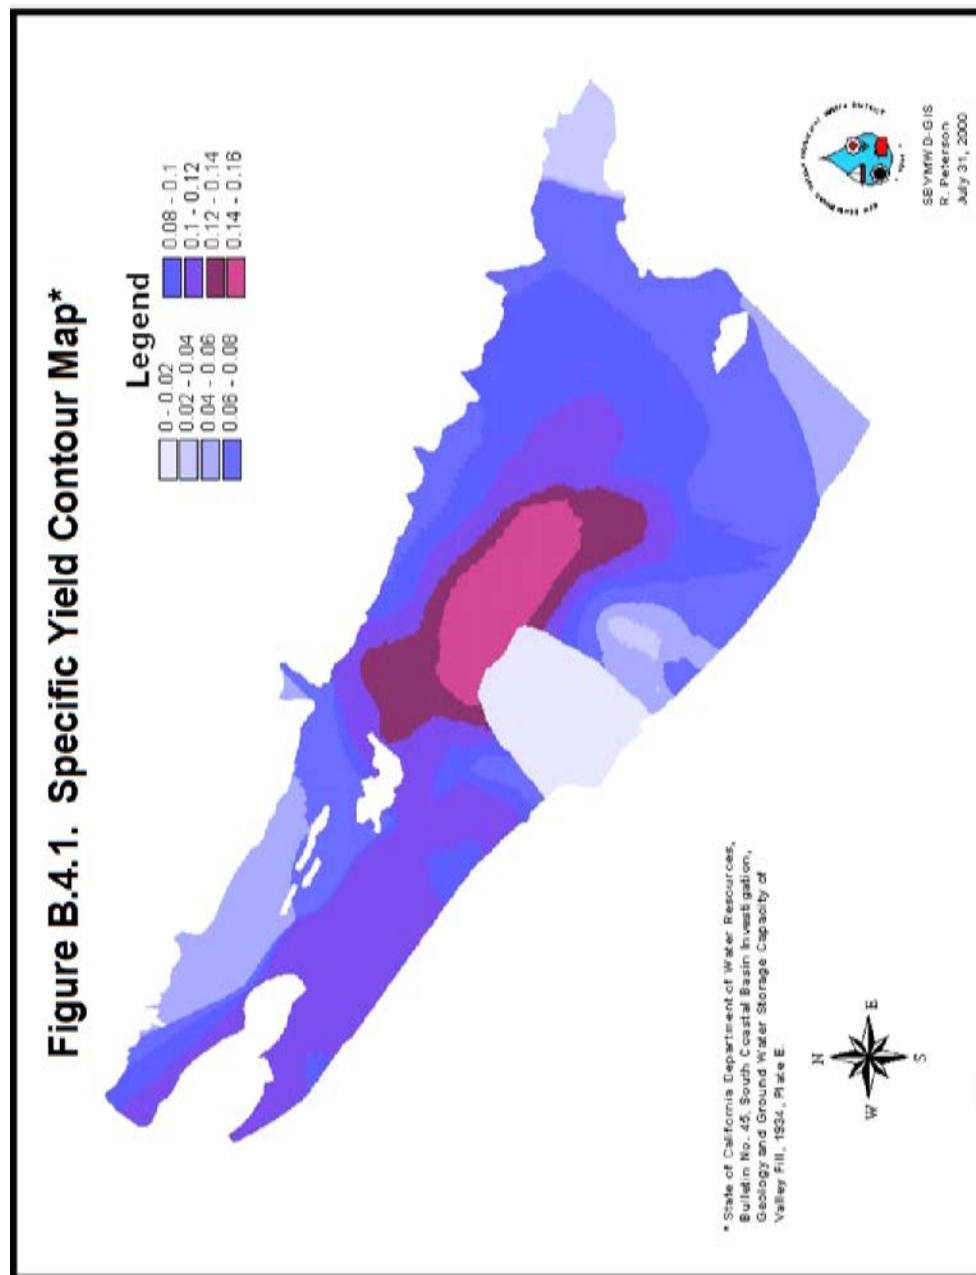 Figure B.4.1. Specific Yield Contour Map*
Legend
0 - 0.02
0.02 - 0.04
0.04 - 0.06
0.06 - 0.08
0.08 - 0.1
0.1 - 0.12
0.12 - 0.14
0.14 - 0.16
SBVMWD-GIS
R. Peterson
July 31, 2000
* State of California Department of Water Resources,
Bulletin No. 45, South Coastal Basin Investigation,
Geology and Ground Water Storage Capacity of
Valley Fill, 1934, Plate E.
N
W
E
S